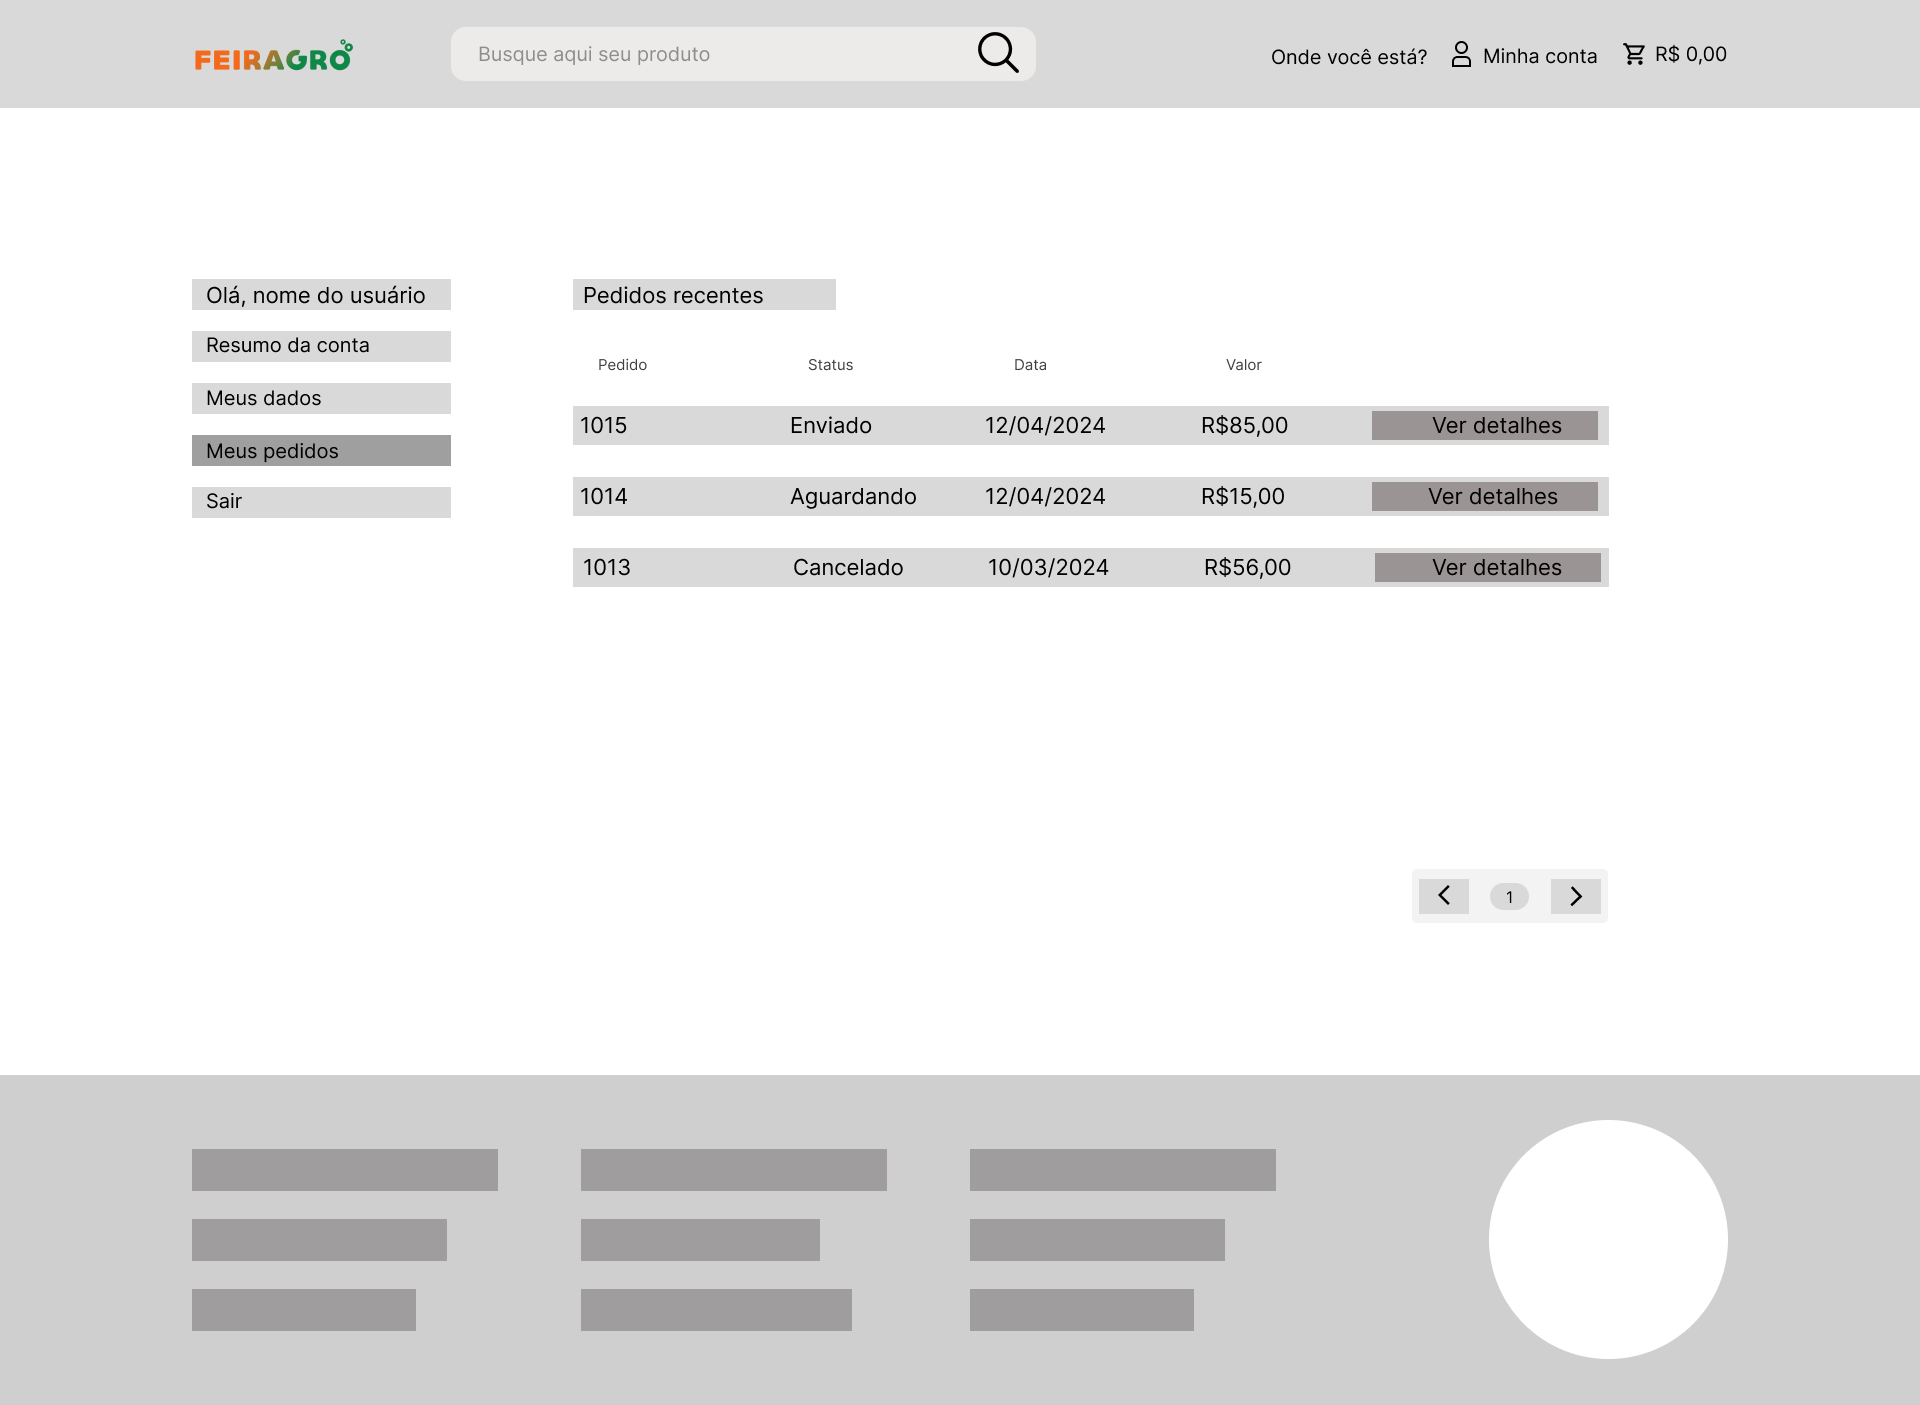 FEIRAGRO
Busque aqui seu produto
Onde você está?
Minha conta
R$ 0,00
Olá, nome do usuário
Resumo da conta
Meus dados
Meus pedidos
Sair
Pedidos recentes
Pedido Status Data Valor
1015 Enviado 12/04/2024 R$85,00 Ver detalhes
1014 Aguardando 12/04/2024 R$15,00 Ver detalhes
1013 Cancelado 10/03/2024 R$56,00 Ver detalhes
1